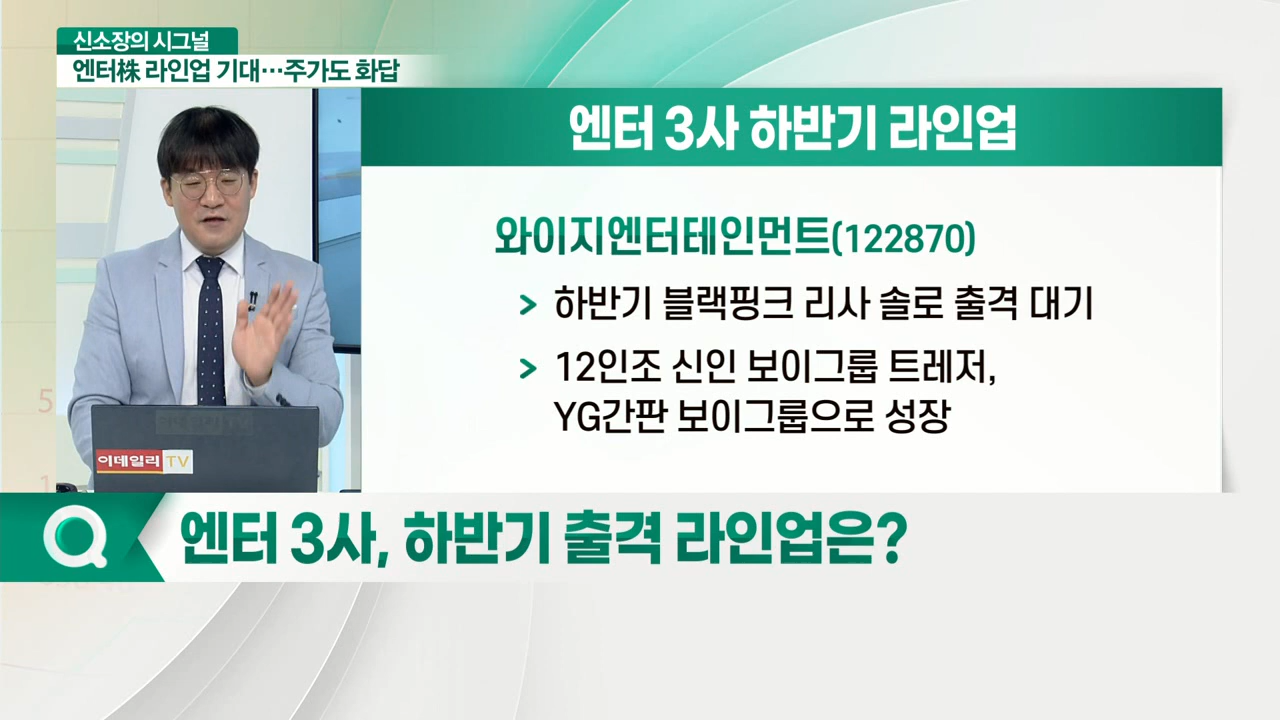 신소장의 시그널
엔터株 라인업 기대…주가도 화답
엔터 3사 하반기 라인업
와이지엔터테인먼트(122870)
> 하반기 블랙핑크 리사 솔로 출격 대기
> 12인조 신인 보이그룹 트레저,
YG간판 보이그룹으로 성장
이데일리 TV
엔터 3사, 하반기 출격 라인업은?